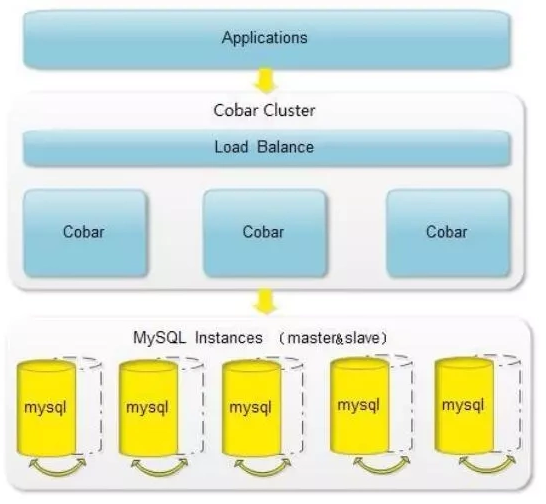 Applications
Cobar Cluster
Load Balance
Cobar Cobar Cobar
MySQL Instances （master&slave）
mysql mysql mysql mysql mysql